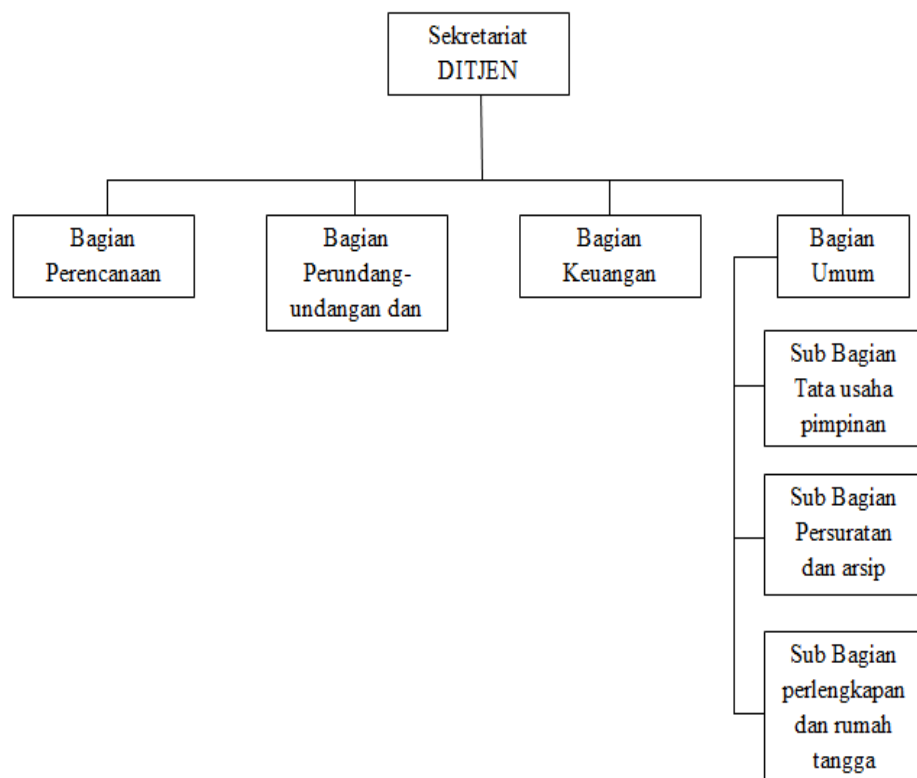 Sekretariat
DITJEN
Bagian
Perencanaan
Bagian
Perundang-
undangan dan
Bagian
Keuangan
Bagian
Umum
Sub Bagian
Tata usaha
pimpinan
Sub Bagian
Persuratan
dan arsip
Sub Bagian
perlengkapan
dan rumah
tangga